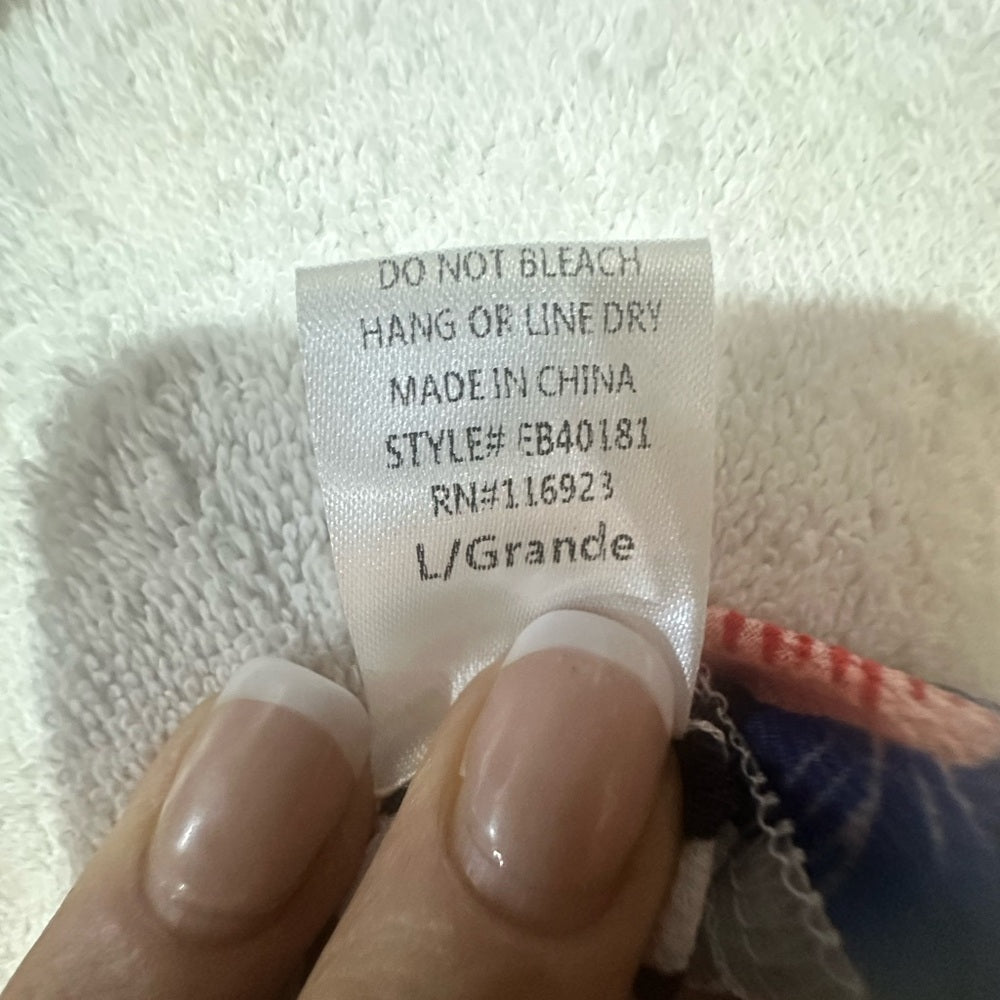 DO NOT BLEACH
HANG OR LINE DRY
MADE IN CHINA
STYLE# EB40181
RN#116923
L/Grande